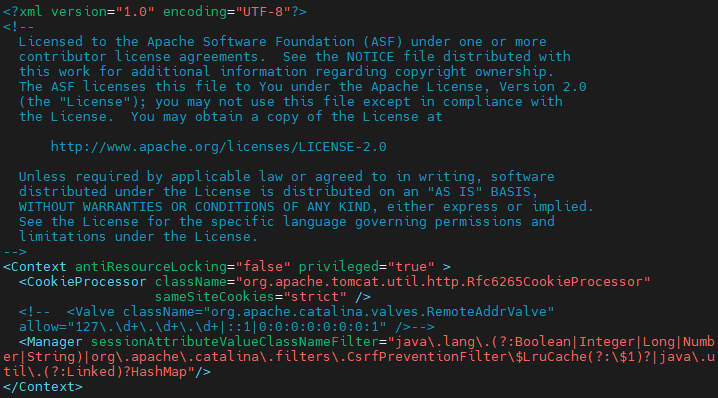 <?xml version="1.0" encoding="UTF-8"?>
<!--
  Licensed to the Apache Software Foundation (ASF) under one or more
  contributor license agreements.  See the NOTICE file distributed with
  this work for additional information regarding copyright ownership.
  The ASF licenses this file to You under the Apache License, Version 2.0
  (the "License"); you may not use this file except in compliance with
  the License.  You may obtain a copy of the License at

      http://www.apache.org/licenses/LICENSE-2.0

  Unless required by applicable law or agreed to in writing, software
  distributed under the License is distributed on an "AS IS" BASIS,
  WITHOUT WARRANTIES OR CONDITIONS OF ANY KIND, either express or implied.
  See the License for the specific language governing permissions and
  limitations under the License.
-->
<Context antiResourceLocking="false" privileged="true" >
  <CookieProcessor className="org.apache.tomcat.util.http.Rfc6265CookieProcessor"
                   sameSiteCookies="strict" />
  <!--  <Valve className="org.apache.catalina.valves.RemoteAddrValve"
  allow="127\.\d+\.\d+\.\d+|::1|0:0:0:0:0:0:0:1" />-->
  <Manager sessionAttributeValueClassNameFilter="java\.lang\.(?:Boolean|Integer|Long|Numb
er|String)|org\.apache\.catalina\.filters\.CsrfPreventionFilter\$LruCache(?:\$1)?|java\.u
til\.(?:Linked)?HashMap"/>
</Context>